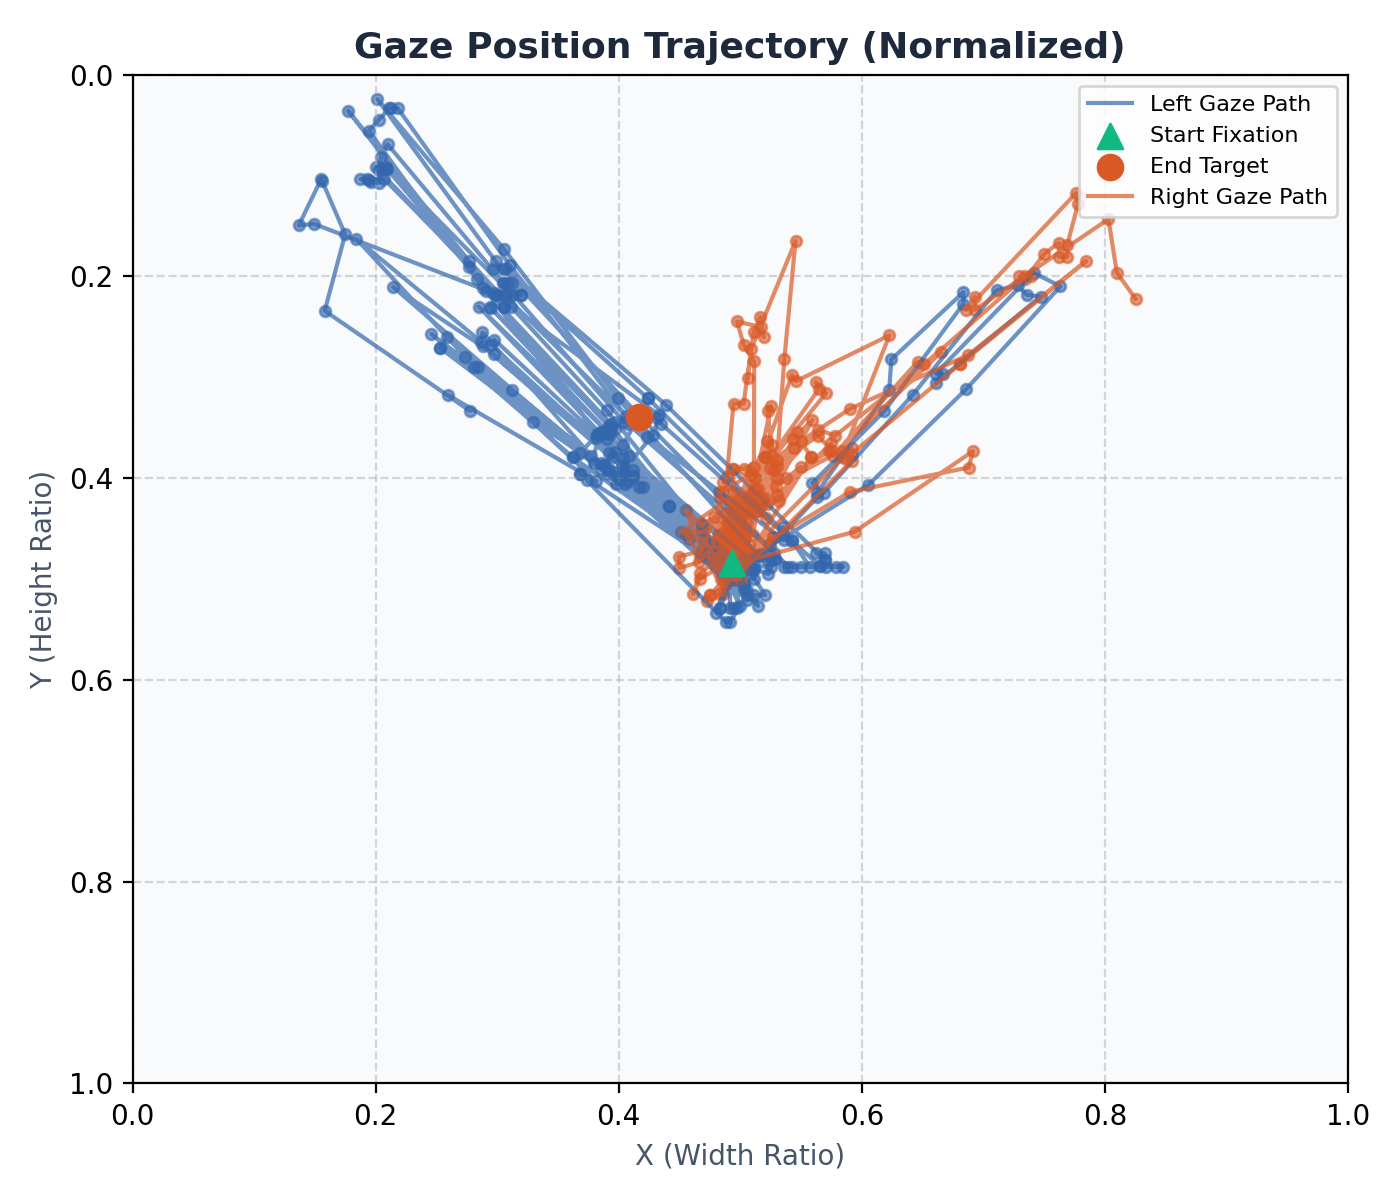 Gaze Position Trajectory (Normalized)
Left Gaze Path
Start Fixation
End Target
Right Gaze Path
0.0
0.2
0.4
0.6
0.8
1.0
Y (Height Ratio)
0.0 0.2 0.4 0.6 0.8 1.0
X (Width Ratio)